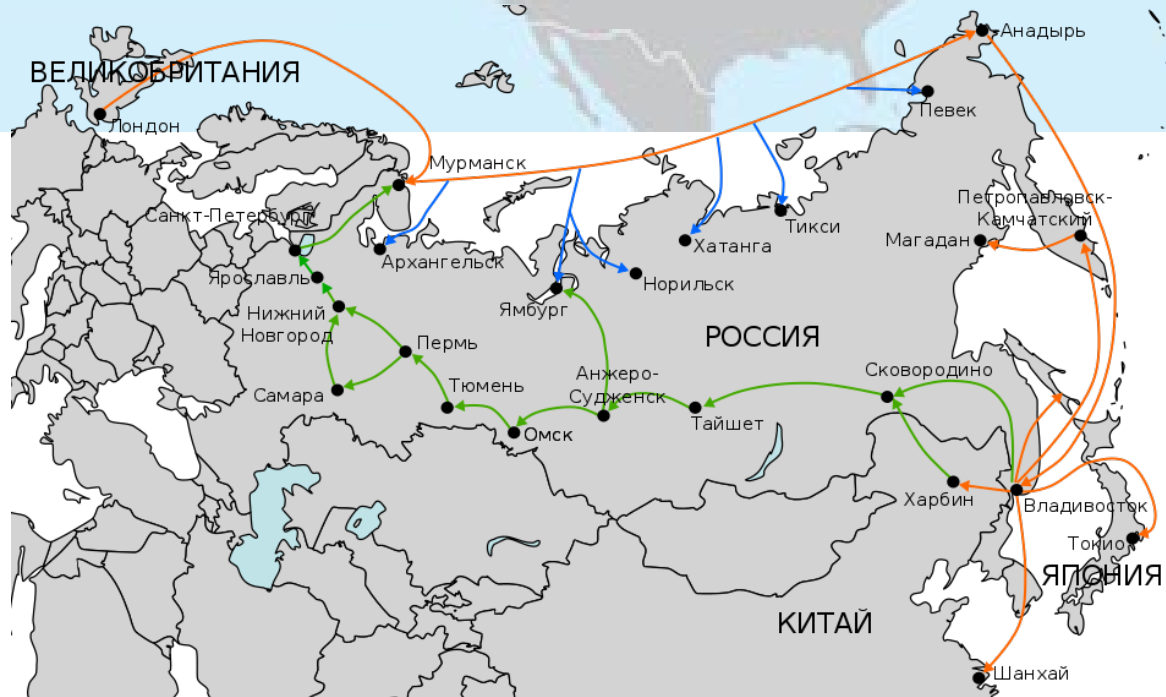 Анадырь
ВЕЛИКОБРИТАНИЯ
Певек
Лондон
Мурманск
Петропавловск-
Камчатский
Санкт-Петербург
Тикси
Магадан
Хатанга
Архангельск
Ярославль
Норильск
Ямбург
Нижний
Новгород
РОССИЯ
Пермь
Сковородино
Анжеро-
Судженск
Тюмень
Самара
Тайшет
Омск
Харбин
Владивосток
Токио
ЯПОНИЯ
КИТАЙ
Шанхай